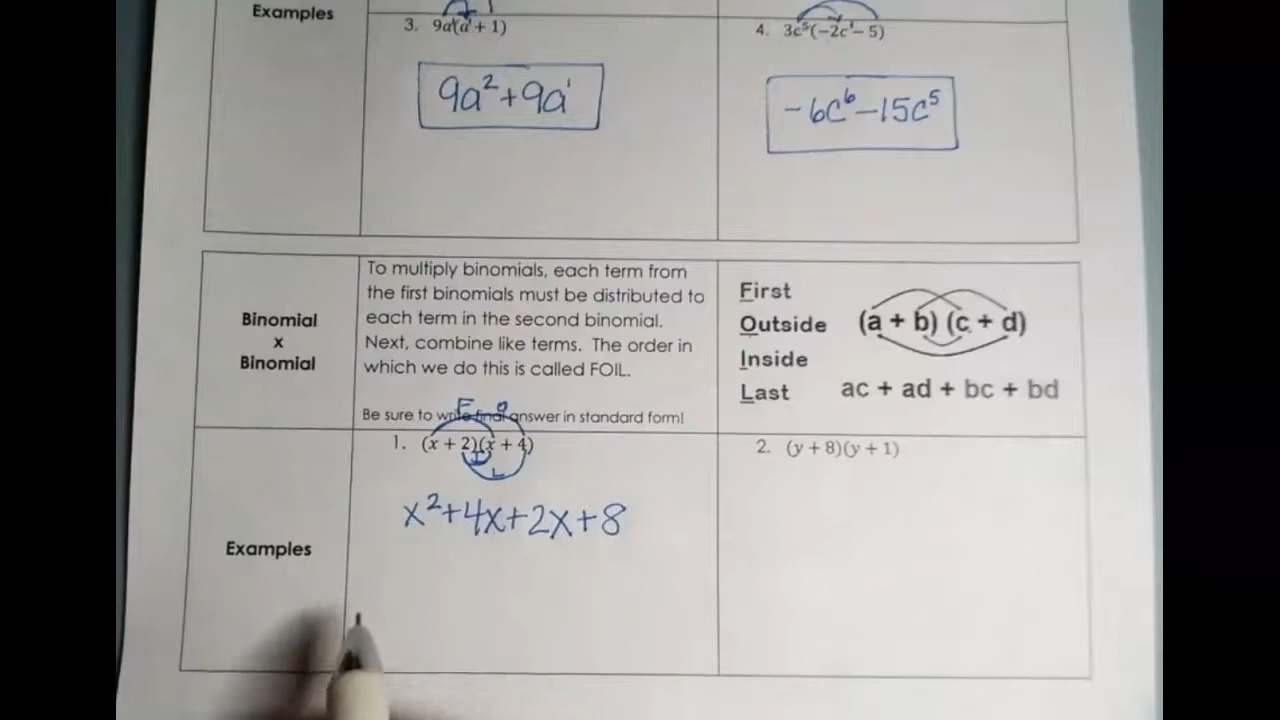 Examples
3. 9a(a + 1)
4. 3c⁵(−2c − 5)
9a² + 9a¹
-6c⁶ - 15c⁵
Binomial
x
Binomial
To multiply binomials, each term from
the first binomials must be distributed to
each term in the second binomial.
Next, combine like terms. The order in
which we do this is called FOIL.
Be sure to write final answer in standard form!
First
Outside
Inside
Last
(a + b) (c + d)
ac + ad + bc + bd
Examples
F O
1. (x + 2)(x + 4)
I
L
x² + 4x + 2x + 8
2. (y + 8)(y + 1)